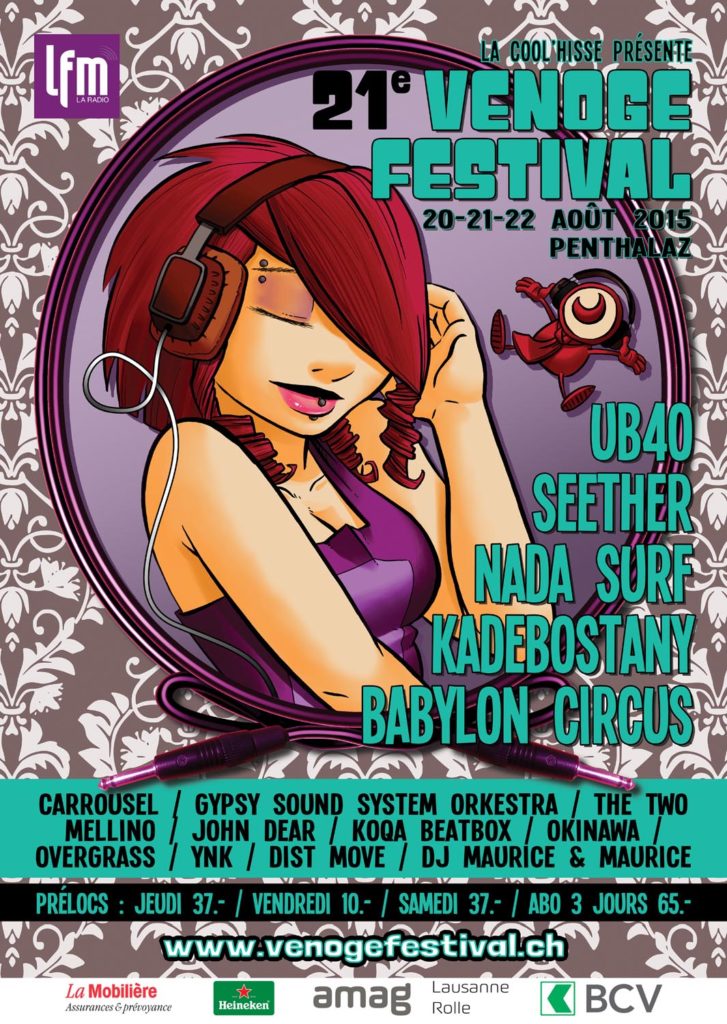 lfm
LA RADIO
LA COOL'HISSE PRÉSENTE
21e VENOGE
FESTIVAL
20-21-22 AOÛT 2015
PENTHALAZ
UB40
SEETHER
NADA SURF
KADEBOSTANY
BABYLON CIRCUS
CARROUSEL / GYPSY SOUND SYSTEM ORKESTRA / THE TWO
MELLINO / JOHN DEAR / KOQA BEATBOX / OKINAWA /
OVERGRASS / YNK / DIST MOVE / DJ MAURICE & MAURICE
PRÉLOCS : JEUDI 37.- / VENDREDI 10.- / SAMEDI 37.- / ABO 3 JOURS 65.-
www.venogefestival.ch
La Mobilière
Assurances & prévoyance
Heineken
amag
Lausanne
Rolle
BCV